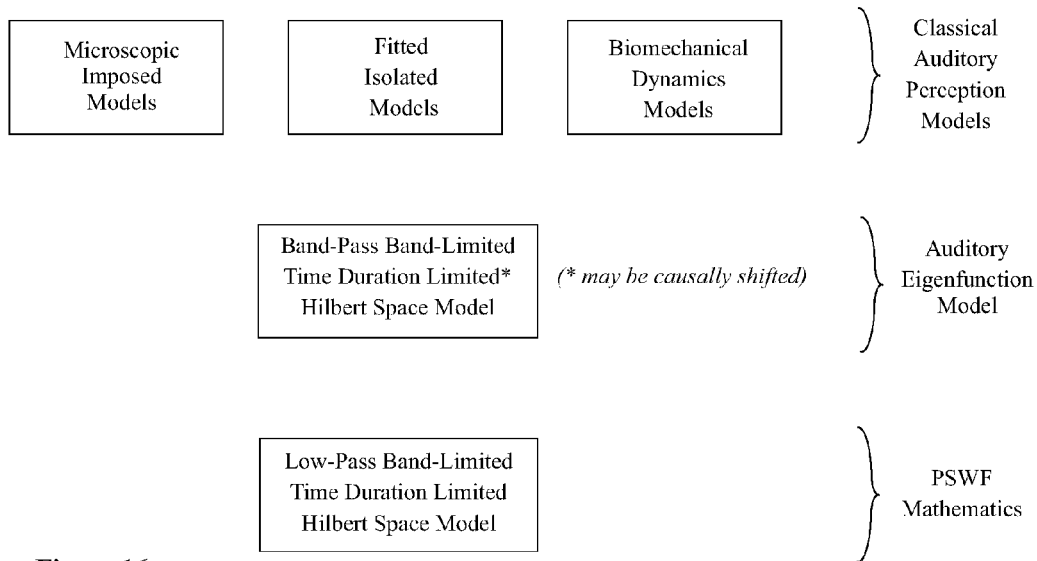 Microscopic
Imposed
Models
Fitted
Isolated
Models
Biomechanical
Dynamics
Models
Classical
Auditory
Perception
Models
Band-Pass Band-Limited
Time Duration Limited*
Hilbert Space Model
(* may be causally shifted)
Auditory
Eigenfunction
Model
Low-Pass Band-Limited
Time Duration Limited
Hilbert Space Model
PSWF
Mathematics